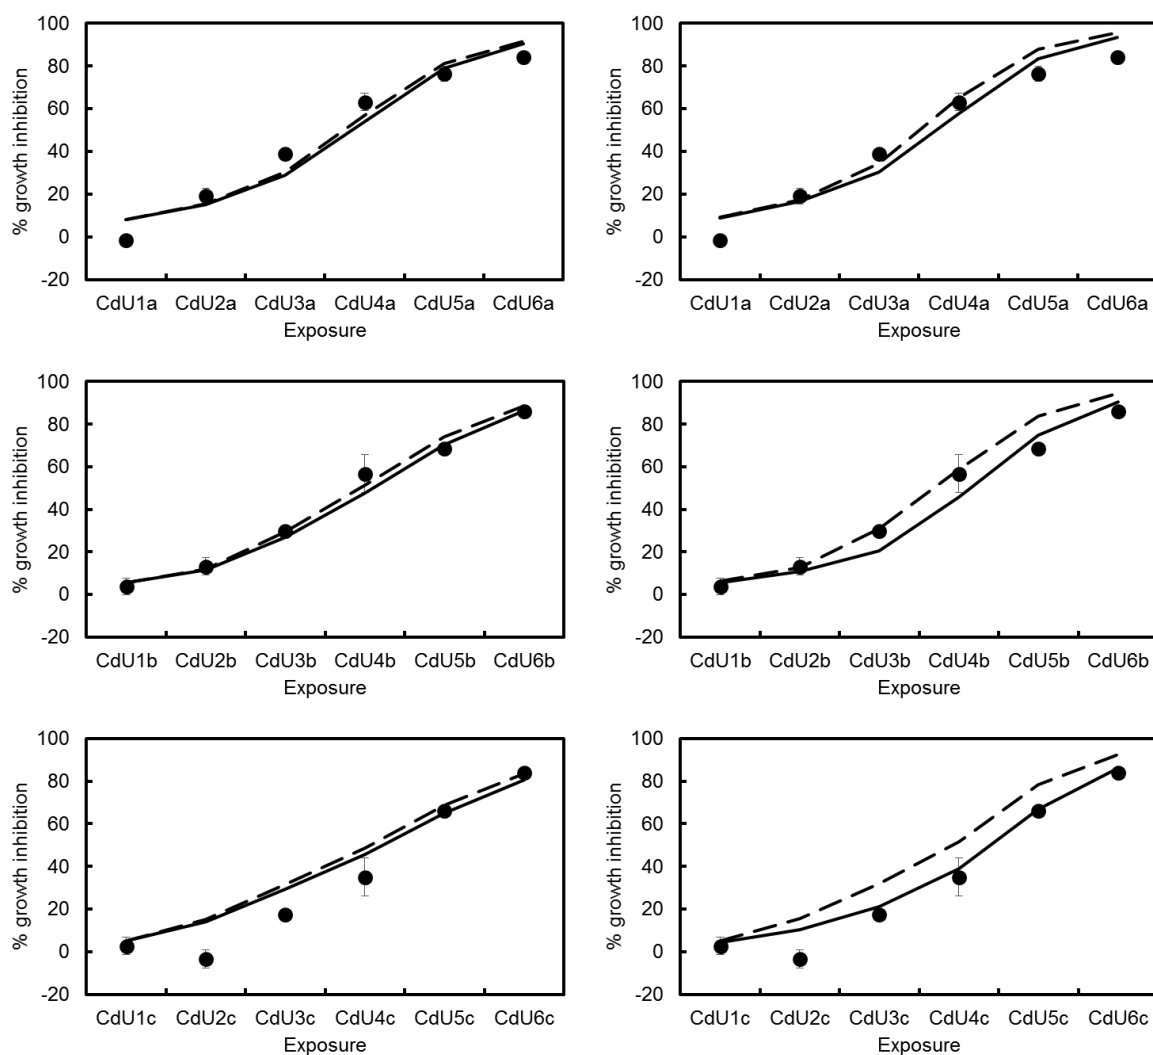 % growth inhibition
100
80
60
40
20
0
-20
CdU1a CdU2a CdU3a CdU4a CdU5a CdU6a
Exposure
% growth inhibition
100
80
60
40
20
0
-20
CdU1a CdU2a CdU3a CdU4a CdU5a CdU6a
Exposure
% growth inhibition
100
80
60
40
20
0
-20
CdU1b CdU2b CdU3b CdU4b CdU5b CdU6b
Exposure
% growth inhibition
100
80
60
40
20
0
-20
CdU1b CdU2b CdU3b CdU4b CdU5b CdU6b
Exposure
% growth inhibition
100
80
60
40
20
0
-20
CdU1c CdU2c CdU3c CdU4c CdU5c CdU6c
Exposure
% growth inhibition
100
80
60
40
20
0
-20
CdU1c CdU2c CdU3c CdU4c CdU5c CdU6c
Exposure